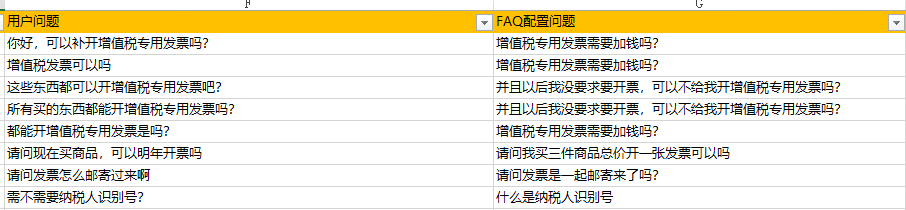 F G
用户问题 FAQ配置问题
你好，可以补开增值税专用发票吗? 增值税专用发票需要加钱吗?
增值税发票可以吗 增值税专用发票需要加钱吗?
这些东西都可以开增值税专用发票吧? 并且以后我没要求要开票，可以不给我开增值税专用发票吗?
所有买的东西都能开增值税专用发票吗? 并且以后我没要求要开票，可以不给我开增值税专用发票吗?
都能开增值税专用发票是吗? 增值税专用发票需要加钱吗?
请问现在买商品，可以明年开票吗 请问我买三件商品总价开一张发票可以吗
请问发票怎么邮寄过来啊 请问发票是一起邮寄来了吗?
需不需要纳税人识别号? 什么是纳税人识别号